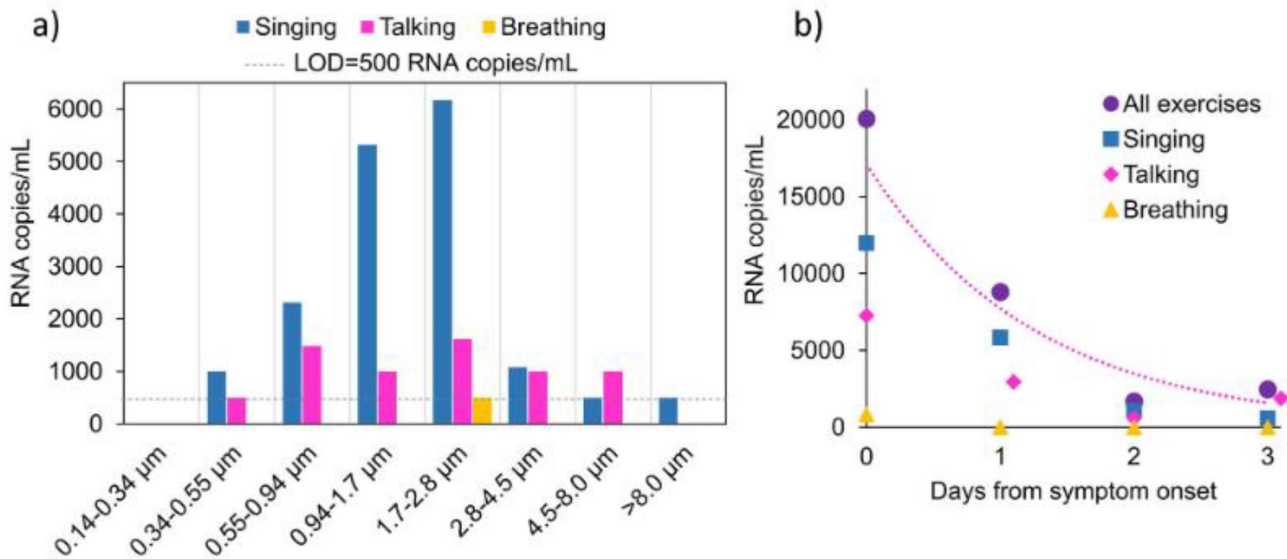 a)
Singing Talking Breathing
LOD=500 RNA copies/mL
RNA copies/mL
6000
5000
4000
3000
2000
1000
0
0.14-0.34 µm
0.34-0.55 µm
0.55-0.94 µm
0.94-1.7 µm
1.7-2.8 µm
2.8-4.5 µm
4.5-8.0 µm
>8.0 µm
b)
All exercises
Singing
Talking
Breathing
RNA copies/mL
20000
15000
10000
5000
0
0 1 2 3
Days from symptom onset